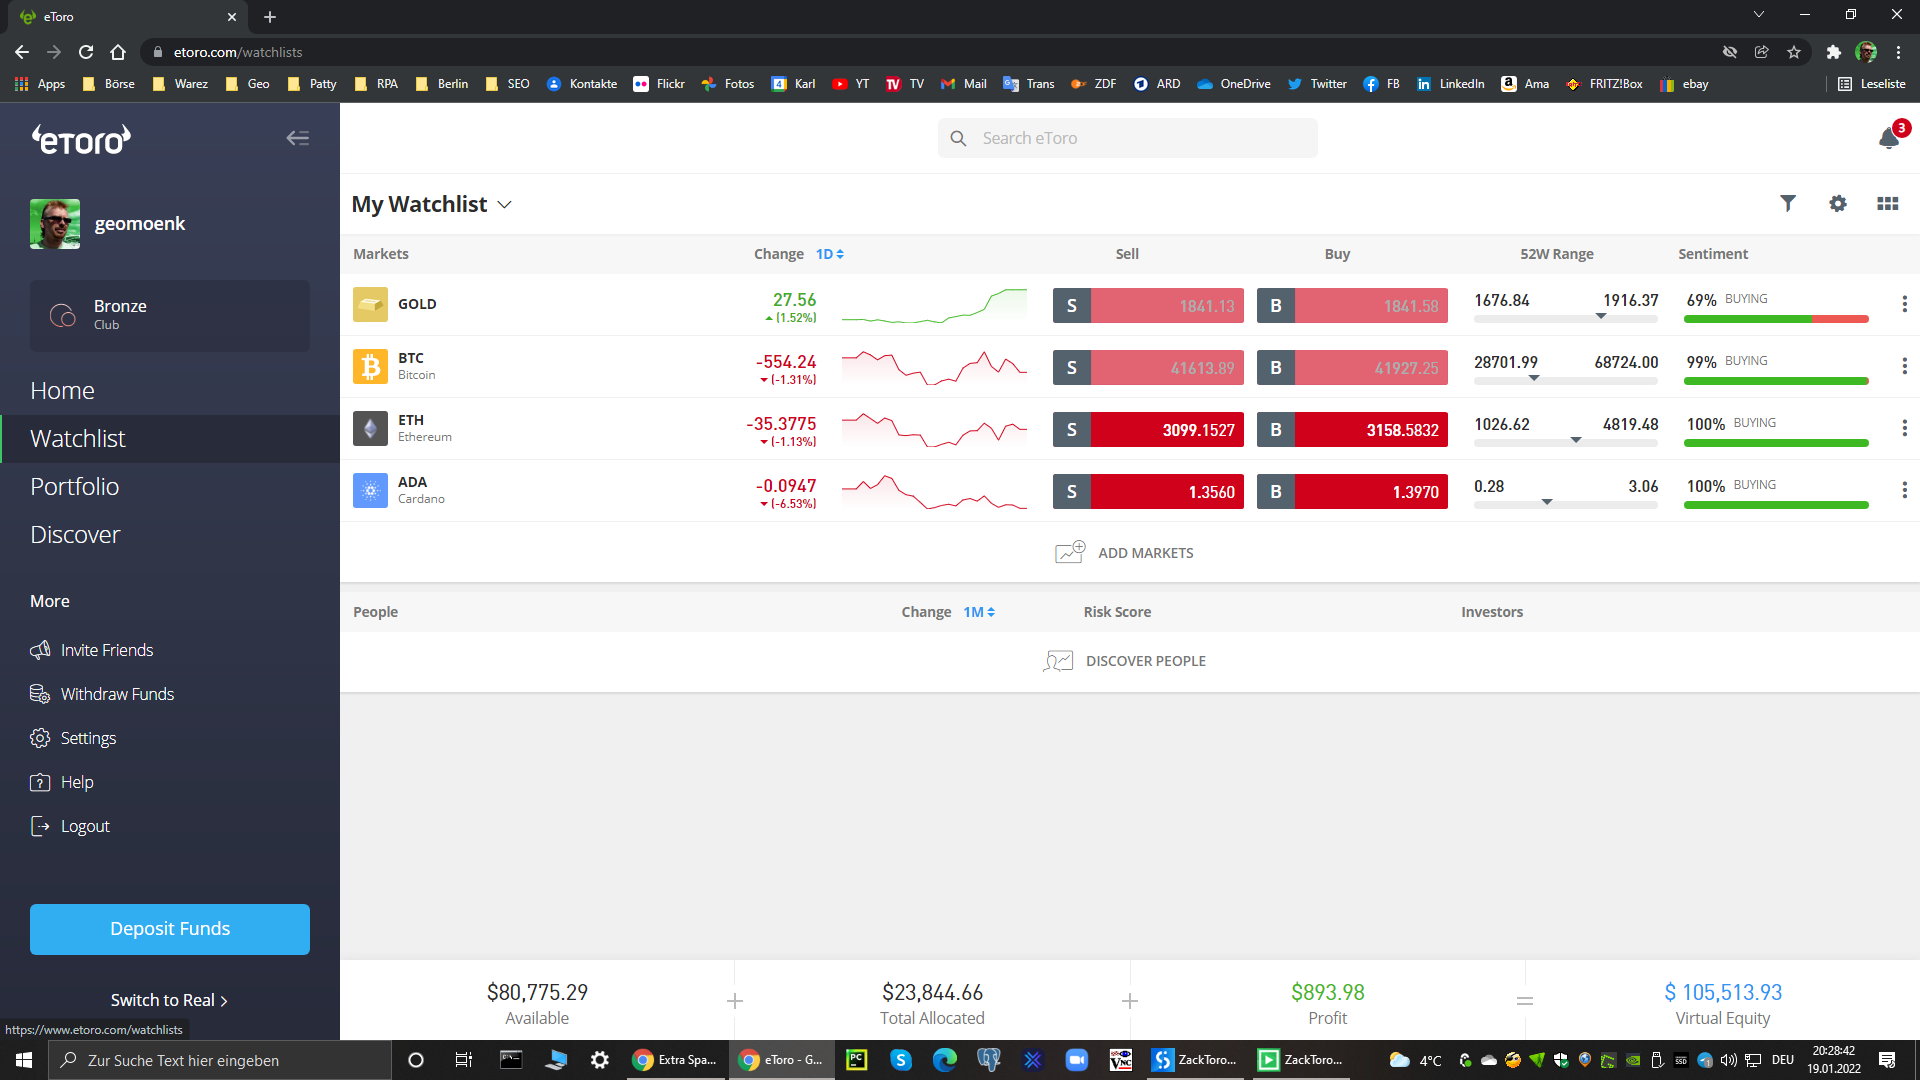 eToro
etoro.com/watchlists
Apps Börse Warez Geo Patty RPA Berlin SEO Kontakte Flickr Fotos 4 Karl YT TV TV Mail Trans ZDF ARD OneDrive Twitter FB LinkedIn Ama FRITZ!Box ebay Leseliste
eTORO
Search eToro
3
geomoenk
Bronze
Club
Home
Watchlist
Portfolio
Discover
More
Invite Friends
Withdraw Funds
Settings
Help
Logout
Deposit Funds
Switch to Real >
https://www.etoro.com/watchlists
My Watchlist
Markets Change 1D Sell Buy 52W Range Sentiment
GOLD 27.56 (1.52%) S 1841.13 B 1841.58 1676.84 1916.37 69% BUYING
BTC Bitcoin -554.24 (-1.31%) S 41613.89 B 41927.25 28701.99 68724.00 99% BUYING
ETH Ethereum -35.3775 (-1.13%) S 3099.1527 B 3158.5832 1026.62 4819.48 100% BUYING
ADA Cardano -0.0947 (-6.53%) S 1.3560 B 1.3970 0.28 3.06 100% BUYING
ADD MARKETS
People Change 1M Risk Score Investors
DISCOVER PEOPLE
$80,775.29 + $23,844.66 + $893.98 = $ 105,513.93
Available Total Allocated Profit Virtual Equity
Zur Suche Text hier eingeben
Extra Spa... eToro - G... PC ZackToro... ZackToro... 4°C DEU 20:28:42
19.01.2022